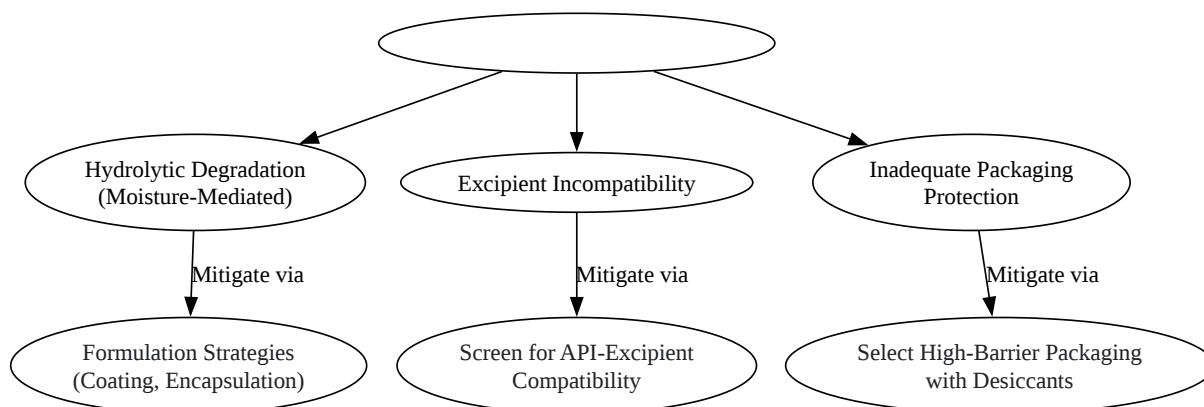 Hydrolytic Degradation
(Moisture-Mediated)
Excipient Incompatibility
Inadequate Packaging
Protection
Mitigate via
Mitigate via
Mitigate via
Formulation Strategies
(Coating, Encapsulation)
Screen for API-Excipient
Compatibility
Select High-Barrier Packaging
with Desiccants